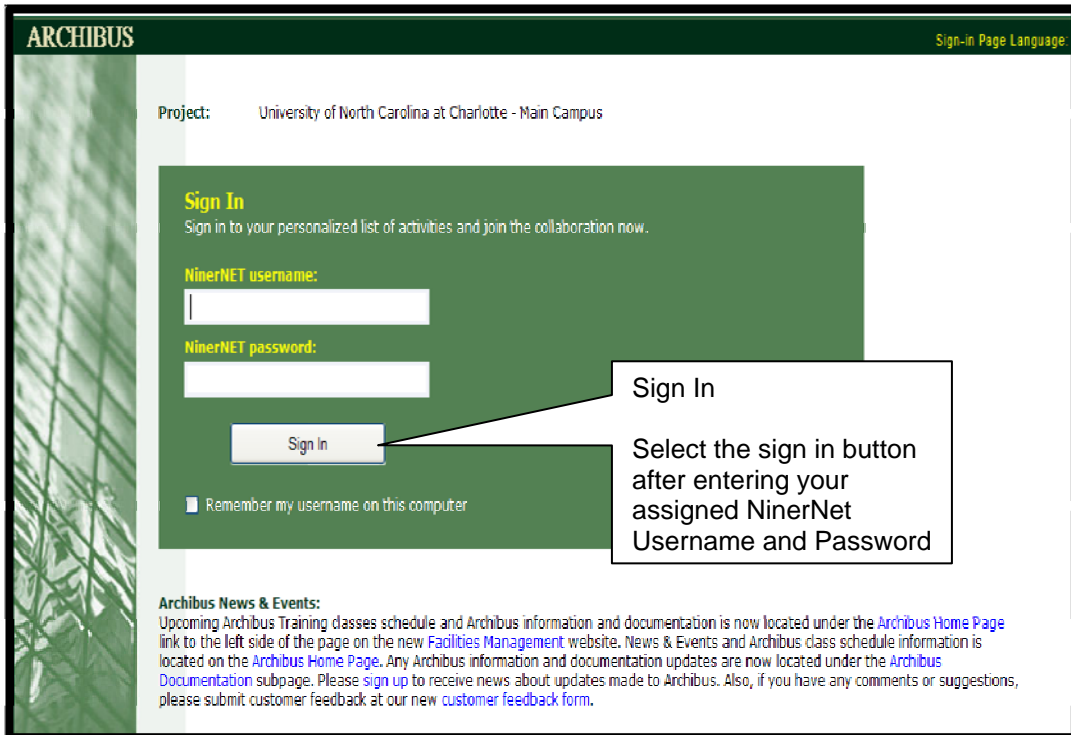 ARCHIBUS
Sign-in Page Language:
Project: University of North Carolina at Charlotte - Main Campus
Sign In
Sign in to your personalized list of activities and join the collaboration now.
NinerNET username:
NinerNET password:
Sign In
Remember my username on this computer
Sign In
Select the sign in button
after entering your
assigned NinerNet
Username and Password
Archibus News & Events:
Upcoming Archibus Training classes schedule and Archibus information and documentation is now located under the Archibus Home Page
link to the left side of the page on the new Facilities Management website. News & Events and Archibus class schedule information is
located on the Archibus Home Page. Any Archibus information and documentation updates are now located under the Archibus
Documentation subpage. Please sign up to receive news about updates made to Archibus. Also, if you have any comments or suggestions,
please submit customer feedback at our new customer feedback form.